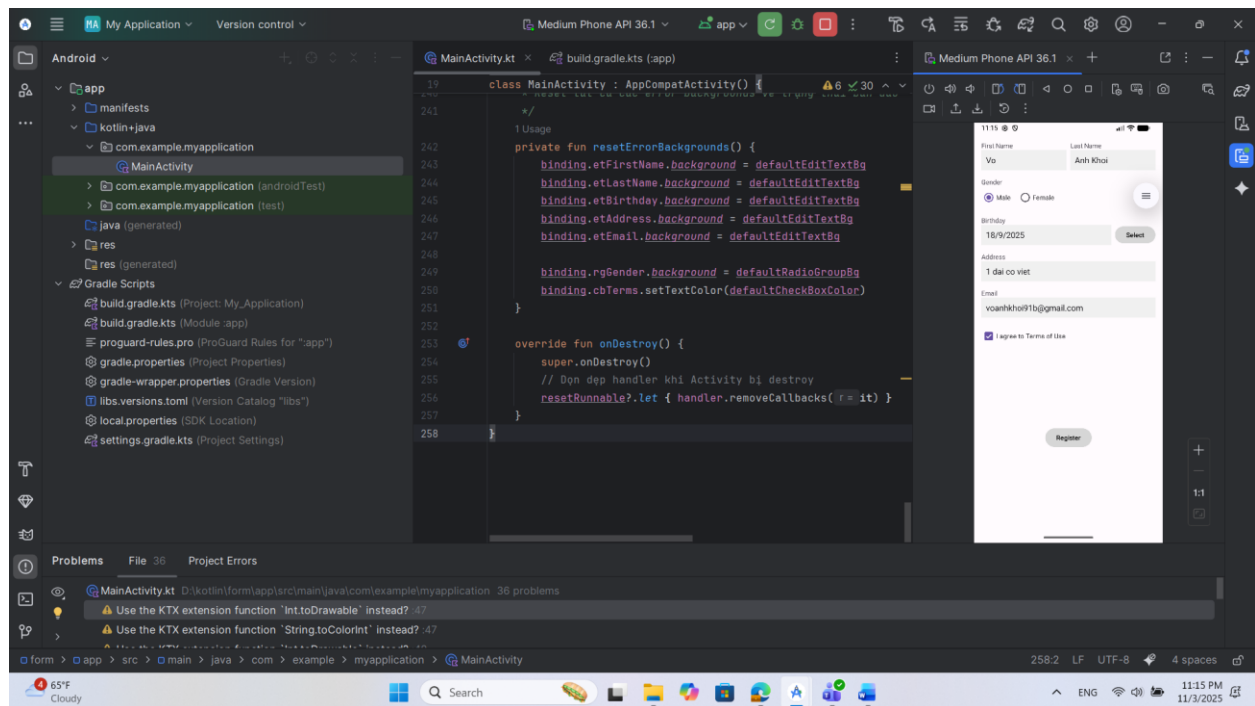 MA My Application Version control Medium Phone API 36.1 app
Android
app
manifests
kotlin+java
com.example.myapplication
MainActivity
com.example.myapplication (androidTest)
com.example.myapplication (test)
java (generated)
res
res (generated)
Gradle Scripts
build.gradle.kts (Project: My_Application)
build.gradle.kts (Module :app)
proguard-rules.pro (ProGuard Rules for ":app")
gradle.properties (Project Properties)
gradle-wrapper.properties (Gradle Version)
libs.versions.toml (Version Catalog "libs")
local.properties (SDK Location)
settings.gradle.kts (Project Settings)
MainActivity.kt build.gradle.kts (:app)
19 class MainActivity : AppCompatActivity() { 6 30
241 */
1 Usage
242 private fun resetErrorBackgrounds() {
243 binding.etFirstName.background = defaultEditTextBg
244 binding.etLastName.background = defaultEditTextBg
245 binding.etBirthday.background = defaultEditTextBg
246 binding.etAddress.background = defaultEditTextBg
247 binding.etEmail.background = defaultEditTextBg
248
249 binding.rgGender.background = defaultRadioGroupBg
250 binding.cbTerms.setTextColor(defaultCheckBoxColor)
251 }
252
253 override fun onDestroy() {
254 super.onDestroy()
255 // Dọn dẹp handler khi Activity bị destroy
256 resetRunnable?.let { handler.removeCallbacks( r = it) }
257 }
258 }
Medium Phone API 36.1
11:15
First Name Last Name
Vo Anh Khoi
Gender
Male Female
Birthday
18/9/2025 Select
Address
1 dai co viet
Email
voanhkhoi91b@gmail.com
I agree to Terms of Use
Register
1:1
Problems File 36 Project Errors
MainActivity.kt D:\kotlin\form\app\src\main\java\com\example\myapplication 36 problems
Use the KTX extension function `Int.toDrawable` instead? :47
Use the KTX extension function `String.toColorInt` instead? :47
form > app > src > main > java > com > example > myapplication > MainActivity 258:2 LF UTF-8 4 spaces
4 65°F
Cloudy
Search
ENG
11:15 PM
11/3/2025